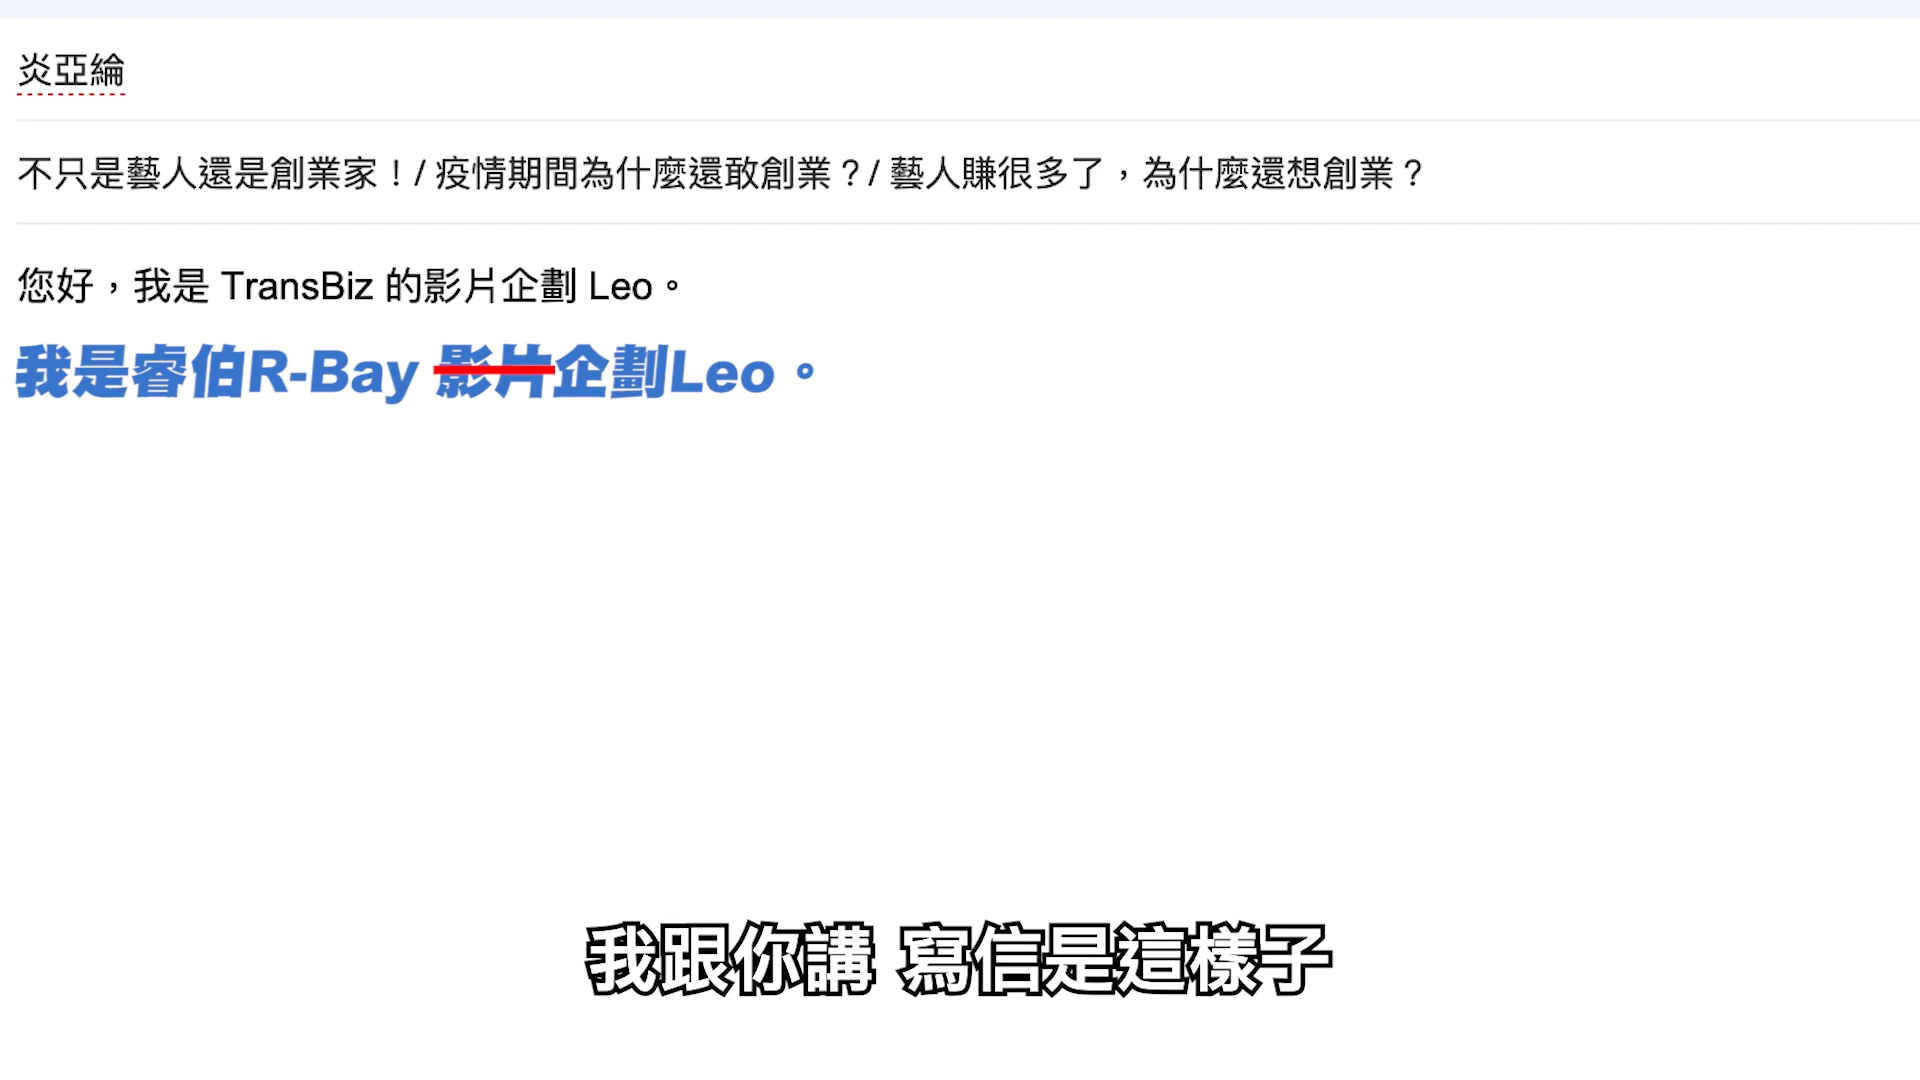 炎亞綸
不只是藝人還是創業家！/ 疫情期間為什麼還敢創業？/ 藝人賺很多了，為什麼還想創業？
您好，我是 TransBiz 的影片企劃 Leo。
我是睿伯R-Bay 影片企劃Leo。
我跟你講 寫信是這樣子